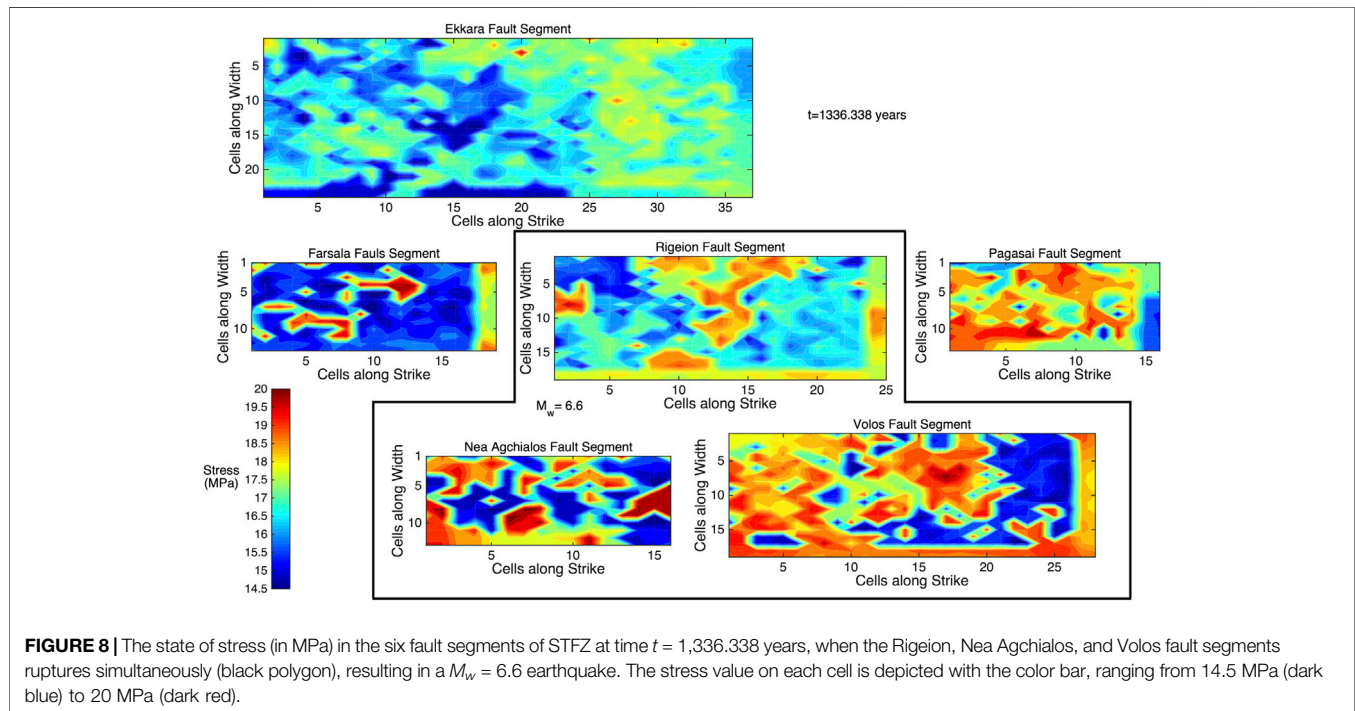 Ekkara Fault Segment
Cells along Width
5
10
15
20
5 10 15 20 25 30 35
Cells along Strike
t=1336.338 years
Farsala Fauls Segment
Cells along Width
1
5
10
5 10 15
Cells along Strike
Rigeion Fault Segment
Cells along Width
5
10
15
5 10 15 20 25
Cells along Strike
M_w= 6.6
Pagasai Fault Segment
Cells along Width
1
5
10
5 10 15
Cells along Strike
Stress
(MPa)
20
19.5
19
18.5
18
17.5
17
16.5
16
15.5
15
14.5
Nea Agchialos Fault Segment
Cells along Width
1
5
10
5 10 15
Cells along Strike
Volos Fault Segment
Cells along Width
5
10
15
5 10 15 20 25
Cells along Strike
FIGURE 8 | The state of stress (in MPa) in the six fault segments of STFZ at time t = 1,336.338 years, when the Rigeion, Nea Agchialos, and Volos fault segments
ruptures simultaneously (black polygon), resulting in a M_w = 6.6 earthquake. The stress value on each cell is depicted with the color bar, ranging from 14.5 MPa (dark
blue) to 20 MPa (dark red).